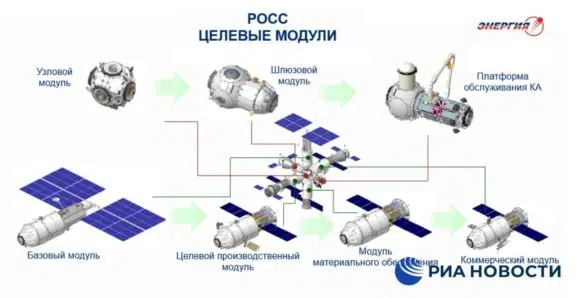 РОСС
ЦЕЛЕВЫЕ МОДУЛИ
ЭНЕРГИЯ
Узловой
модуль
Шлюзовой
модуль
Платформа
обслуживания КА
Базовый модуль
Целевой производственный
модуль
Модуль
материального обеспечения
Коммерческий модуль
РИА НОВОСТИ